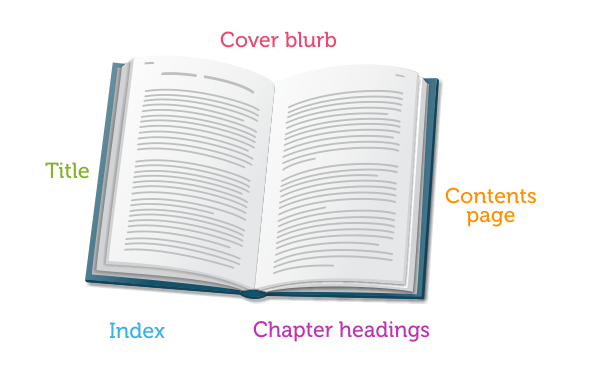 Cover blurb
Title
Contents
page
Index
Chapter headings